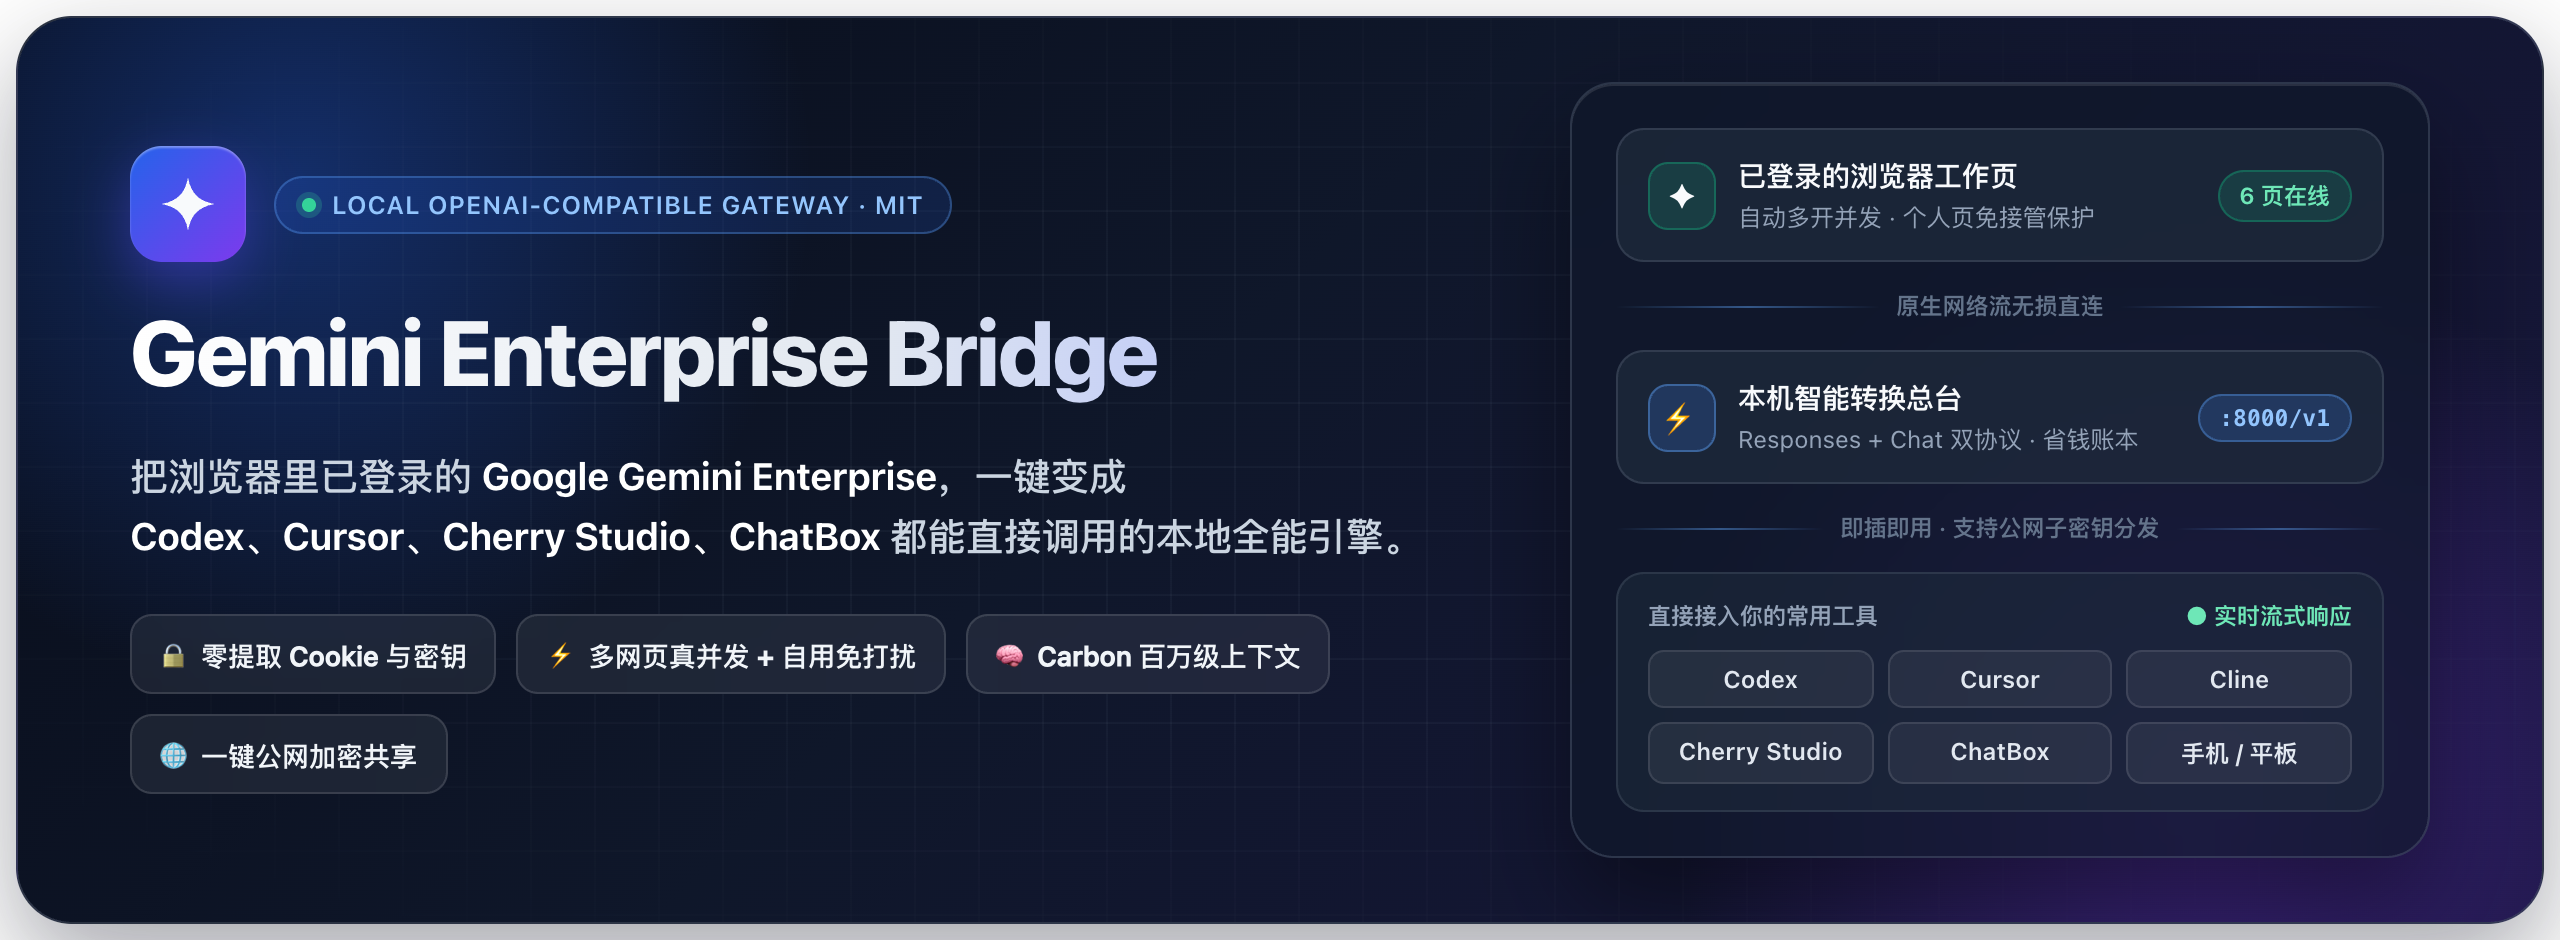 LOCAL OPENAI-COMPATIBLE GATEWAY · MIT
Gemini Enterprise Bridge
把浏览器里已登录的 Google Gemini Enterprise，一键变成
Codex、Cursor、Cherry Studio、ChatBox 都能直接调用的本地全能引擎。
零提取 Cookie 与密钥
多网页真并发 + 自用免打扰
Carbon 百万级上下文
一键公网加密共享
已登录的浏览器工作页
自动多开并发 · 个人页免接管保护
6 页在线
原生网络流无损直连
本机智能转换总台
Responses + Chat 双协议 · 省钱账本
:8000/v1
即插即用 · 支持公网子密钥分发
直接接入你的常用工具
实时流式响应
Codex
Cursor
Cline
Cherry Studio
ChatBox
手机 / 平板